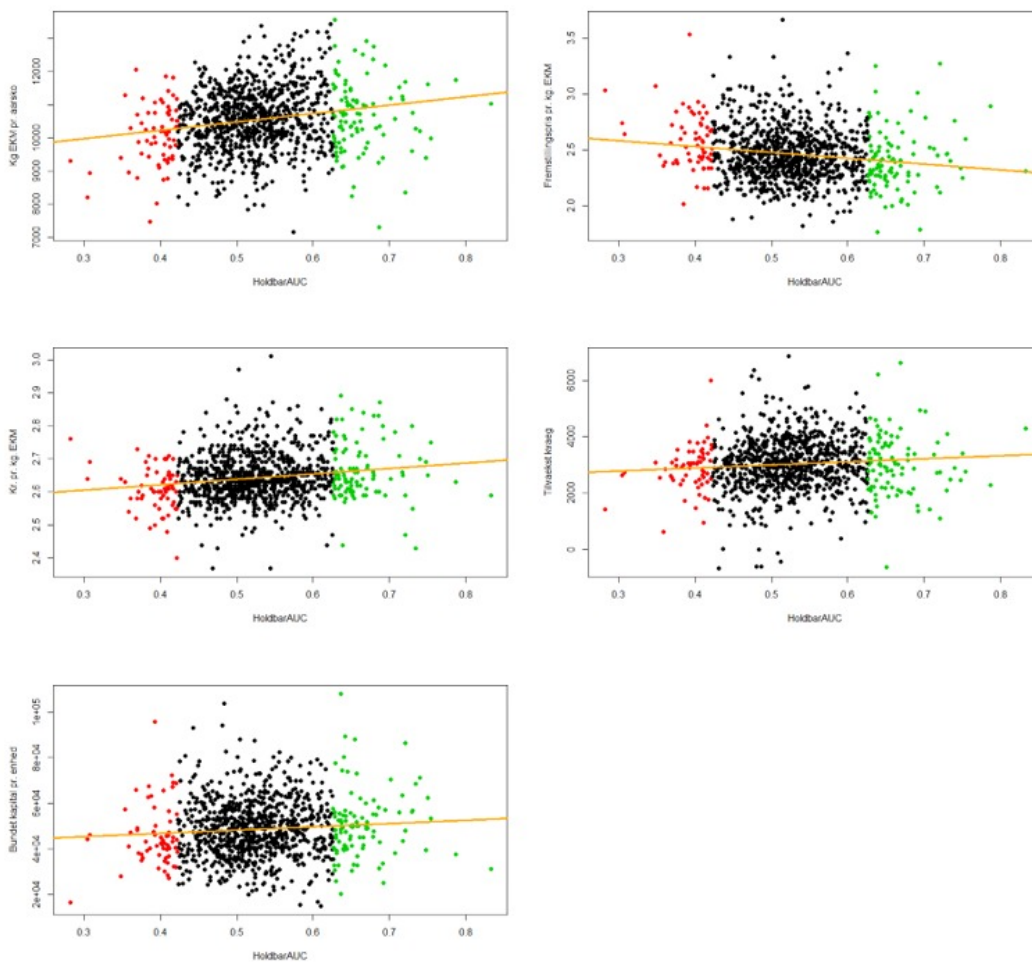 Kg EKM pr. aarsko
7000 8000 9000 10000 12000
0.3 0.4 0.5 0.6 0.7 0.8
HoldbarAUC
Fremstillingspris pr. kg. EKM
2.0 2.5 3.0 3.5
0.3 0.4 0.5 0.6 0.7 0.8
HoldbarAUC
Kr. pr. kg. EKM
2.4 2.5 2.6 2.7 2.8 2.9 3.0
0.3 0.4 0.5 0.6 0.7 0.8
HoldbarAUC
Tilvaekst kvaeg
0 2000 4000 6000
0.3 0.4 0.5 0.6 0.7 0.8
HoldbarAUC
Bundet kapital pr. enhed
2e+04 4e+04 6e+04 8e+04 1e+05
0.3 0.4 0.5 0.6 0.7 0.8
HoldbarAUC